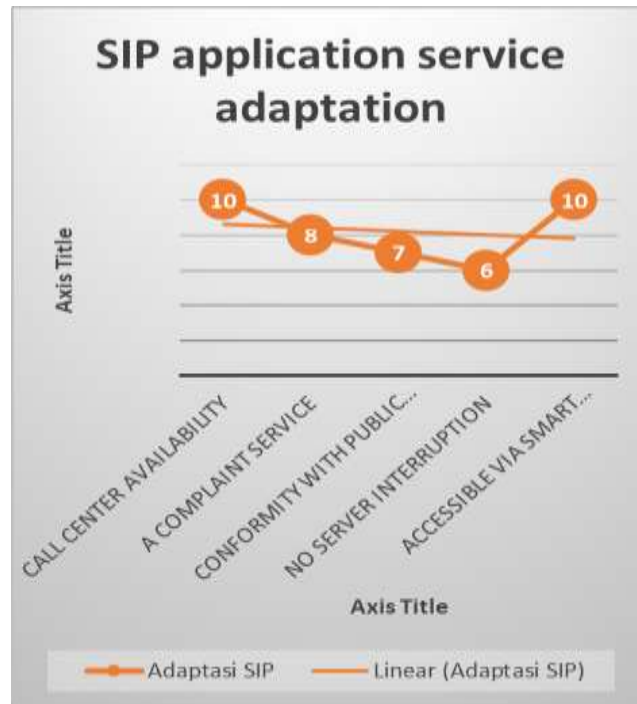 SIP application service
adaptation
Axis Title
10
8
7
6
10
CALL CENTER AVAILABILITY
A COMPLAINT SERVICE
CONFORMITY WITH PUBLIC...
NO SERVER INTERRUPTION
ACCESSIBLE VIA SMART...
Axis Title
Adaptasi SIP
Linear (Adaptasi SIP)